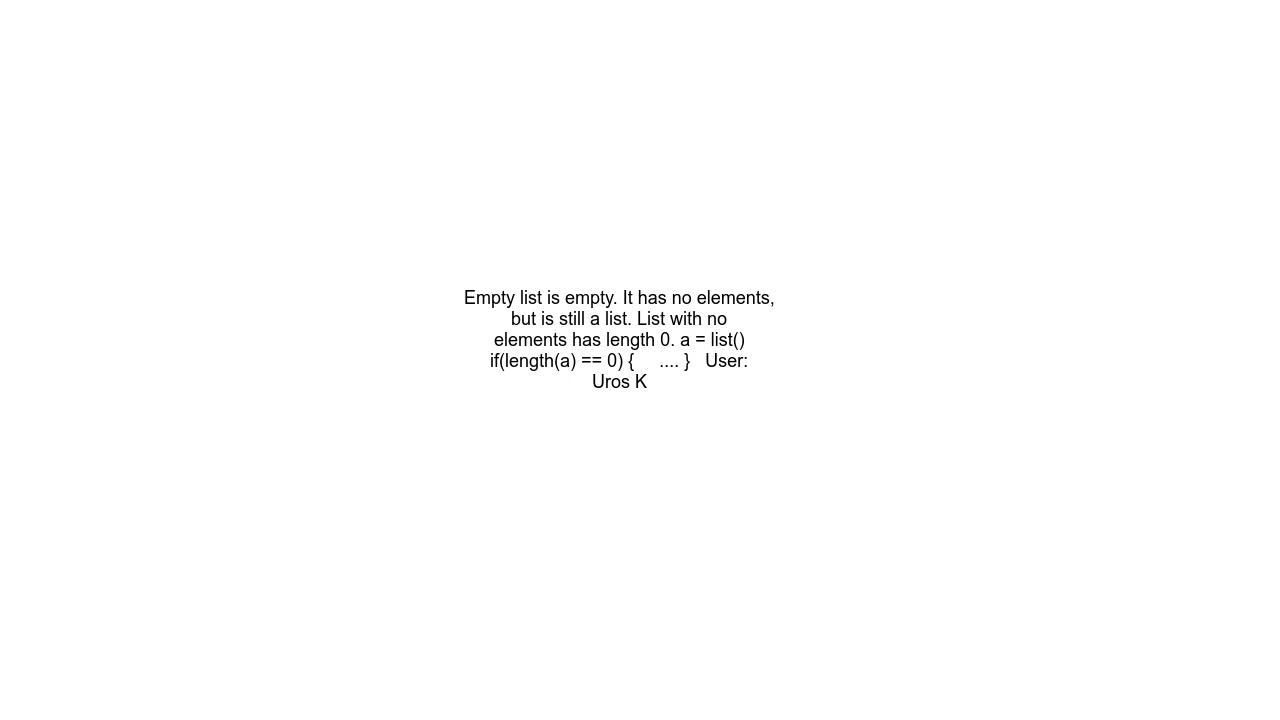 Empty list is empty. It has no elements,
but is still a list. List with no
elements has length 0. a = list()
if(length(a) == 0) {     .... }   User:
Uros K